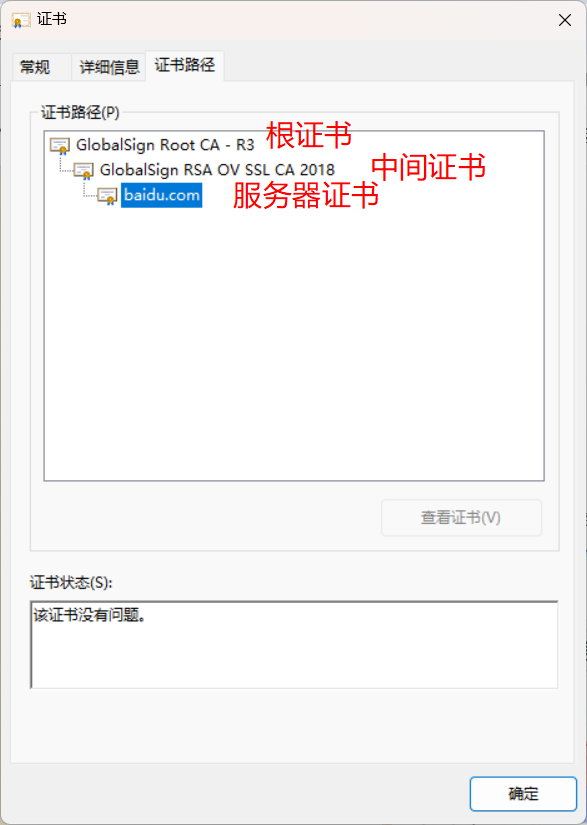 证书
常规 详细信息 证书路径
证书路径(P)
GlobalSign Root CA - R3 根证书
GlobalSign RSA OV SSL CA 2018 中间证书
baidu.com 服务器证书
查看证书(V)
证书状态(S):
该证书没有问题。
确定